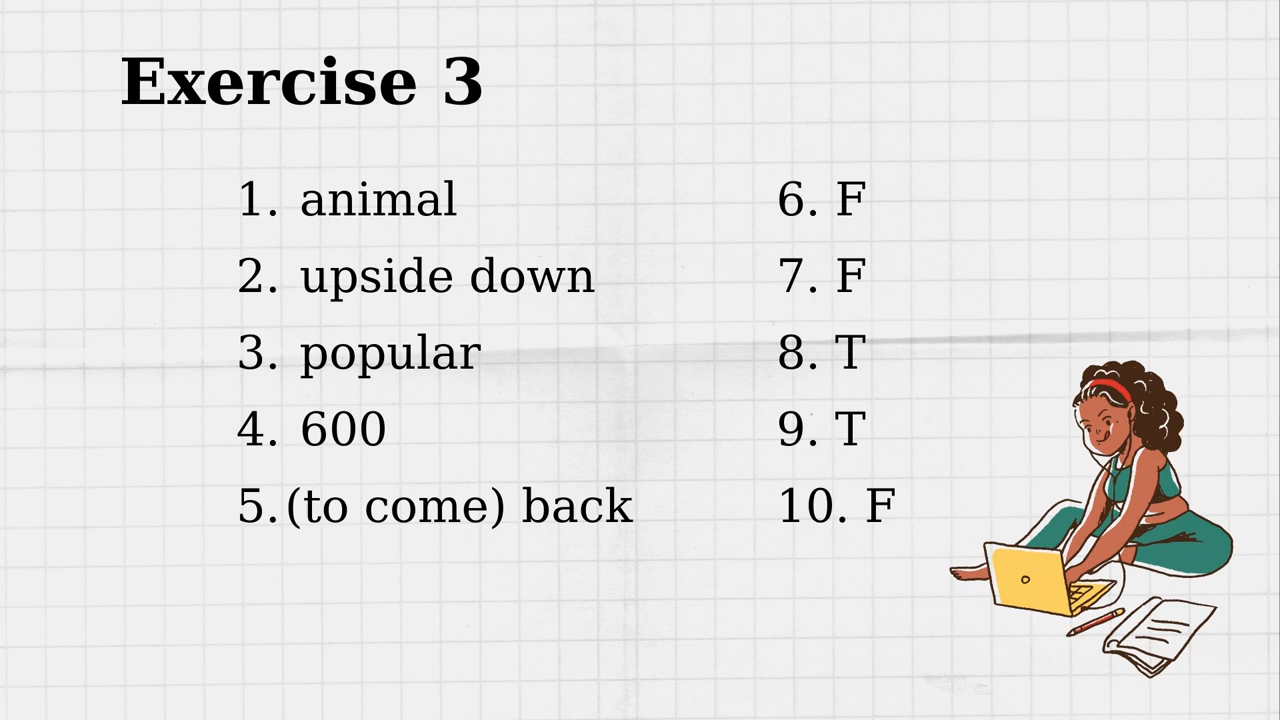 Exercise 3
1. animal
2. upside down
3. popular
4. 600
5.(to come) back
6. F
7. F
8. T
9. T
10. F